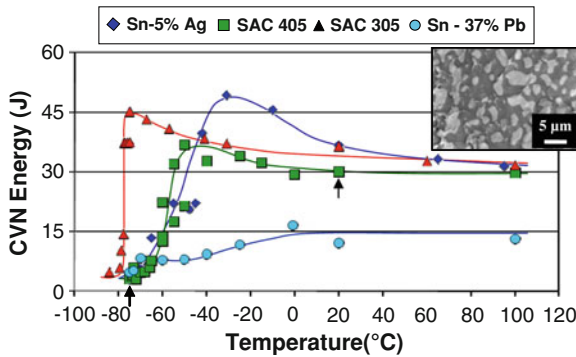 Sn-5% Ag SAC 405 SAC 305 Sn - 37% Pb
60
45
30
15
0
CVN Energy (J)
5 μm
-100 -80 -60 -40 -20 0 20 40 60 80 100 120
Temperature(°C)